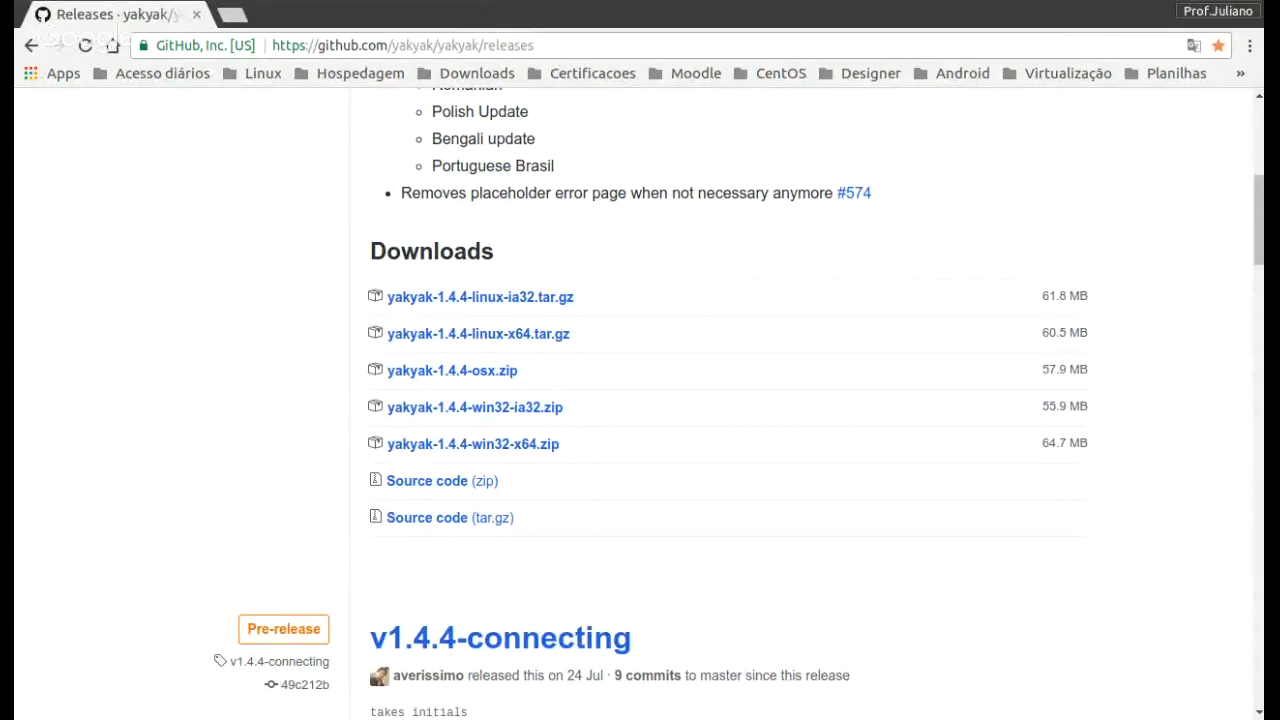 Releases · yakyak/y
Prof.Juliano
GitHub, Inc. [US] https://github.com/yakyak/yakyak/releases
Apps Acesso diários Linux Hospedagem Downloads Certificacoes Moodle CentOS Designer Android Virtualização Planilhas »
Romanian
Polish Update
Bengali update
Portuguese Brasil
Removes placeholder error page when not necessary anymore #574
Downloads
yakyak-1.4.4-linux-ia32.tar.gz 61.8 MB
yakyak-1.4.4-linux-x64.tar.gz 60.5 MB
yakyak-1.4.4-osx.zip 57.9 MB
yakyak-1.4.4-win32-ia32.zip 55.9 MB
yakyak-1.4.4-win32-x64.zip 64.7 MB
Source code (zip)
Source code (tar.gz)
Pre-release
v1.4.4-connecting
49c212b
v1.4.4-connecting
averissimo released this on 24 Jul · 9 commits to master since this release
takes initials